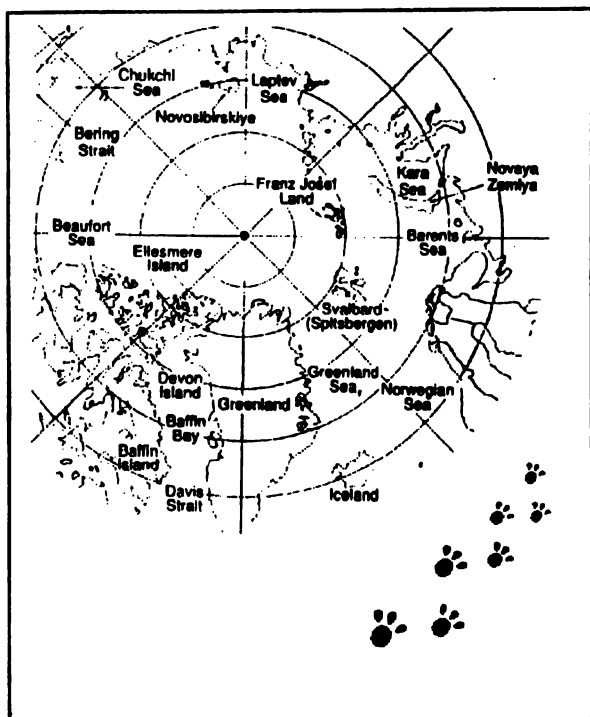 Chukchi
Sea
Laptev
Sea
Novosibirskiye
Bering
Strait
Kara
Sea
Novaya
Zemlya
Franz Josef
Land
Beaufort
Sea
Barents
Sea
Ellesmere
Island
Svalbard
(Spitsbergen)
Devon
Island
Greenland
Greenland
Sea
Norwegian
Sea
Baffin
Bay
Baffin
Island
Davis
Strait
Iceland